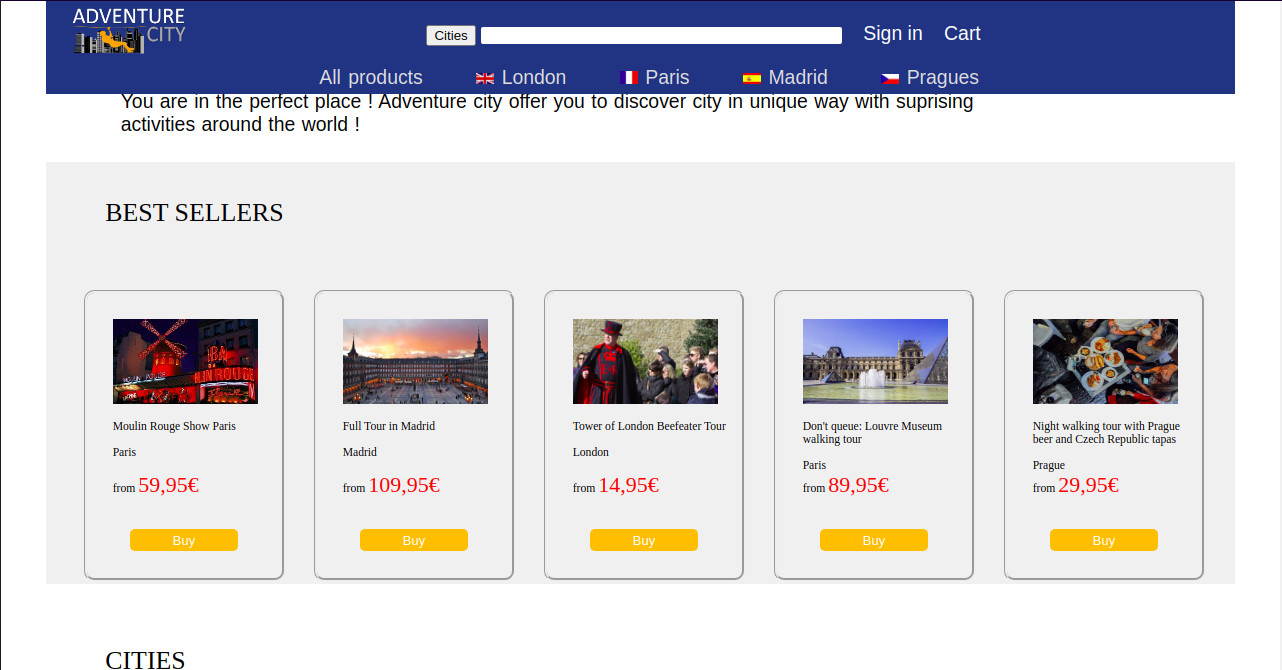 ADVENTURE
CITY
Cities
Sign in
Cart
All products
London
Paris
Madrid
Pragues
You are in the perfect place ! Adventure city offer you to discover city in unique way with suprising
activities around the world !
BEST SELLERS
Moulin Rouge Show Paris
Paris
from 59,95€
Buy
Full Tour in Madrid
Madrid
from 109,95€
Buy
Tower of London Beefeater Tour
London
from 14,95€
Buy
Don't queue: Louvre Museum
walking tour
Paris
from 89,95€
Buy
Night walking tour with Prague
beer and Czech Republic tapas
Prague
from 29,95€
Buy
CITIES